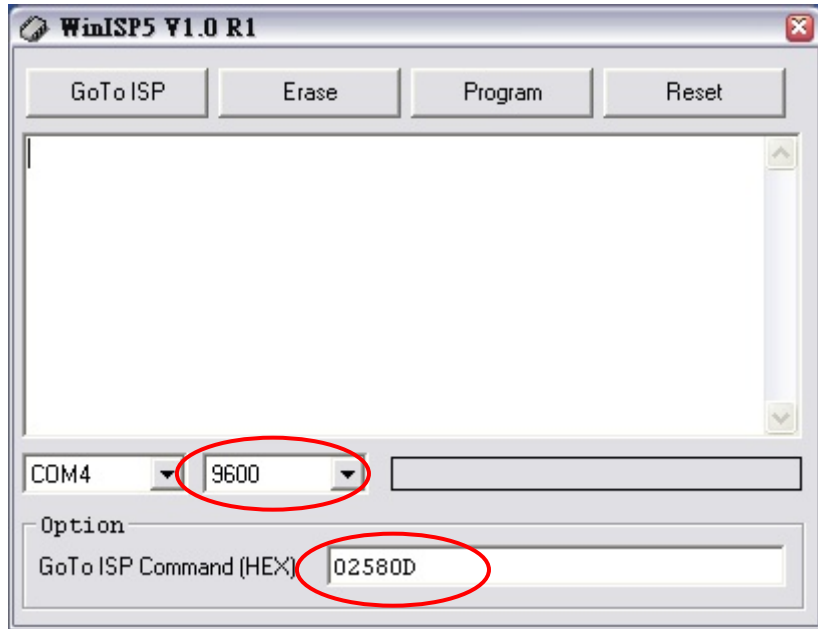 WinISP5 V1.0 R1
GoTo ISP Erase Program Reset
COM4 9600
Option
GoTo ISP Command (HEX) 02580D